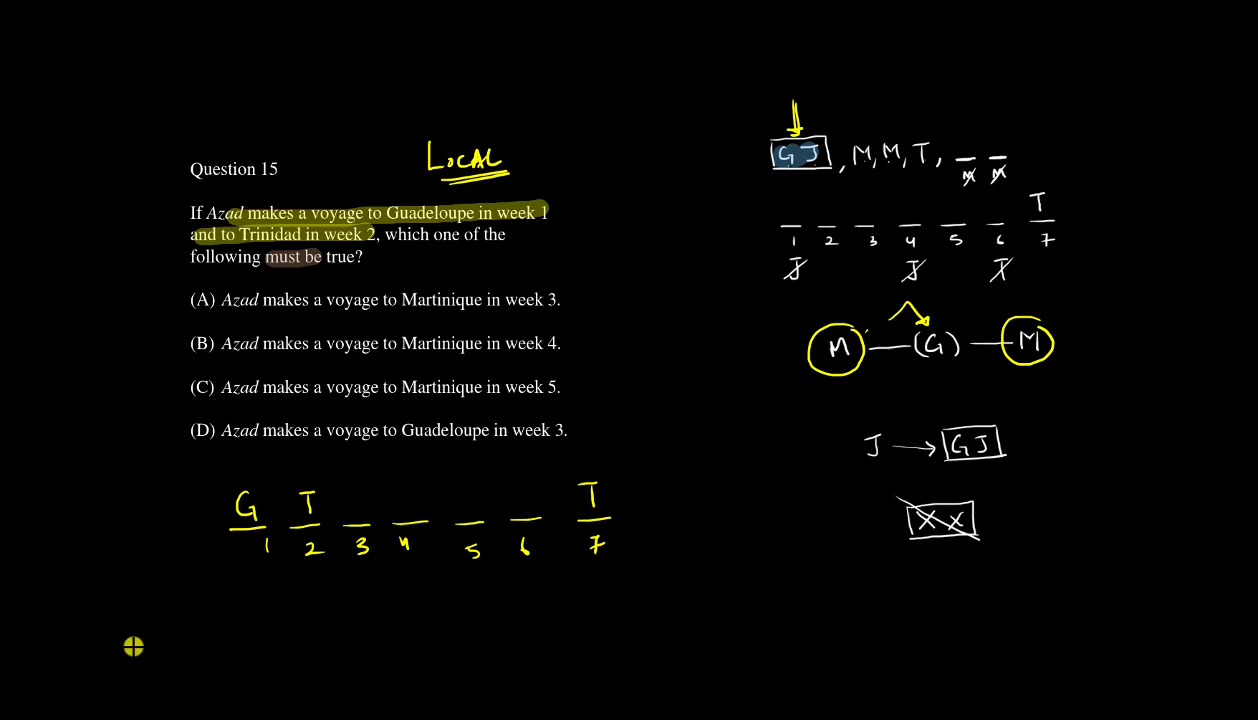 LOCAL
Question 15
If Azad makes a voyage to Guadeloupe in week 1
and to Trinidad in week 2, which one of the
following must be true?
(A) Azad makes a voyage to Martinique in week 3.
(B) Azad makes a voyage to Martinique in week 4.
(C) Azad makes a voyage to Martinique in week 5.
(D) Azad makes a voyage to Guadeloupe in week 3.
G T T
1 2 3 4 5 6 7
G J , M, M, T,
M M
T
1 2 3 4 5 6 7
J J T
M (G) M
J G J
X X